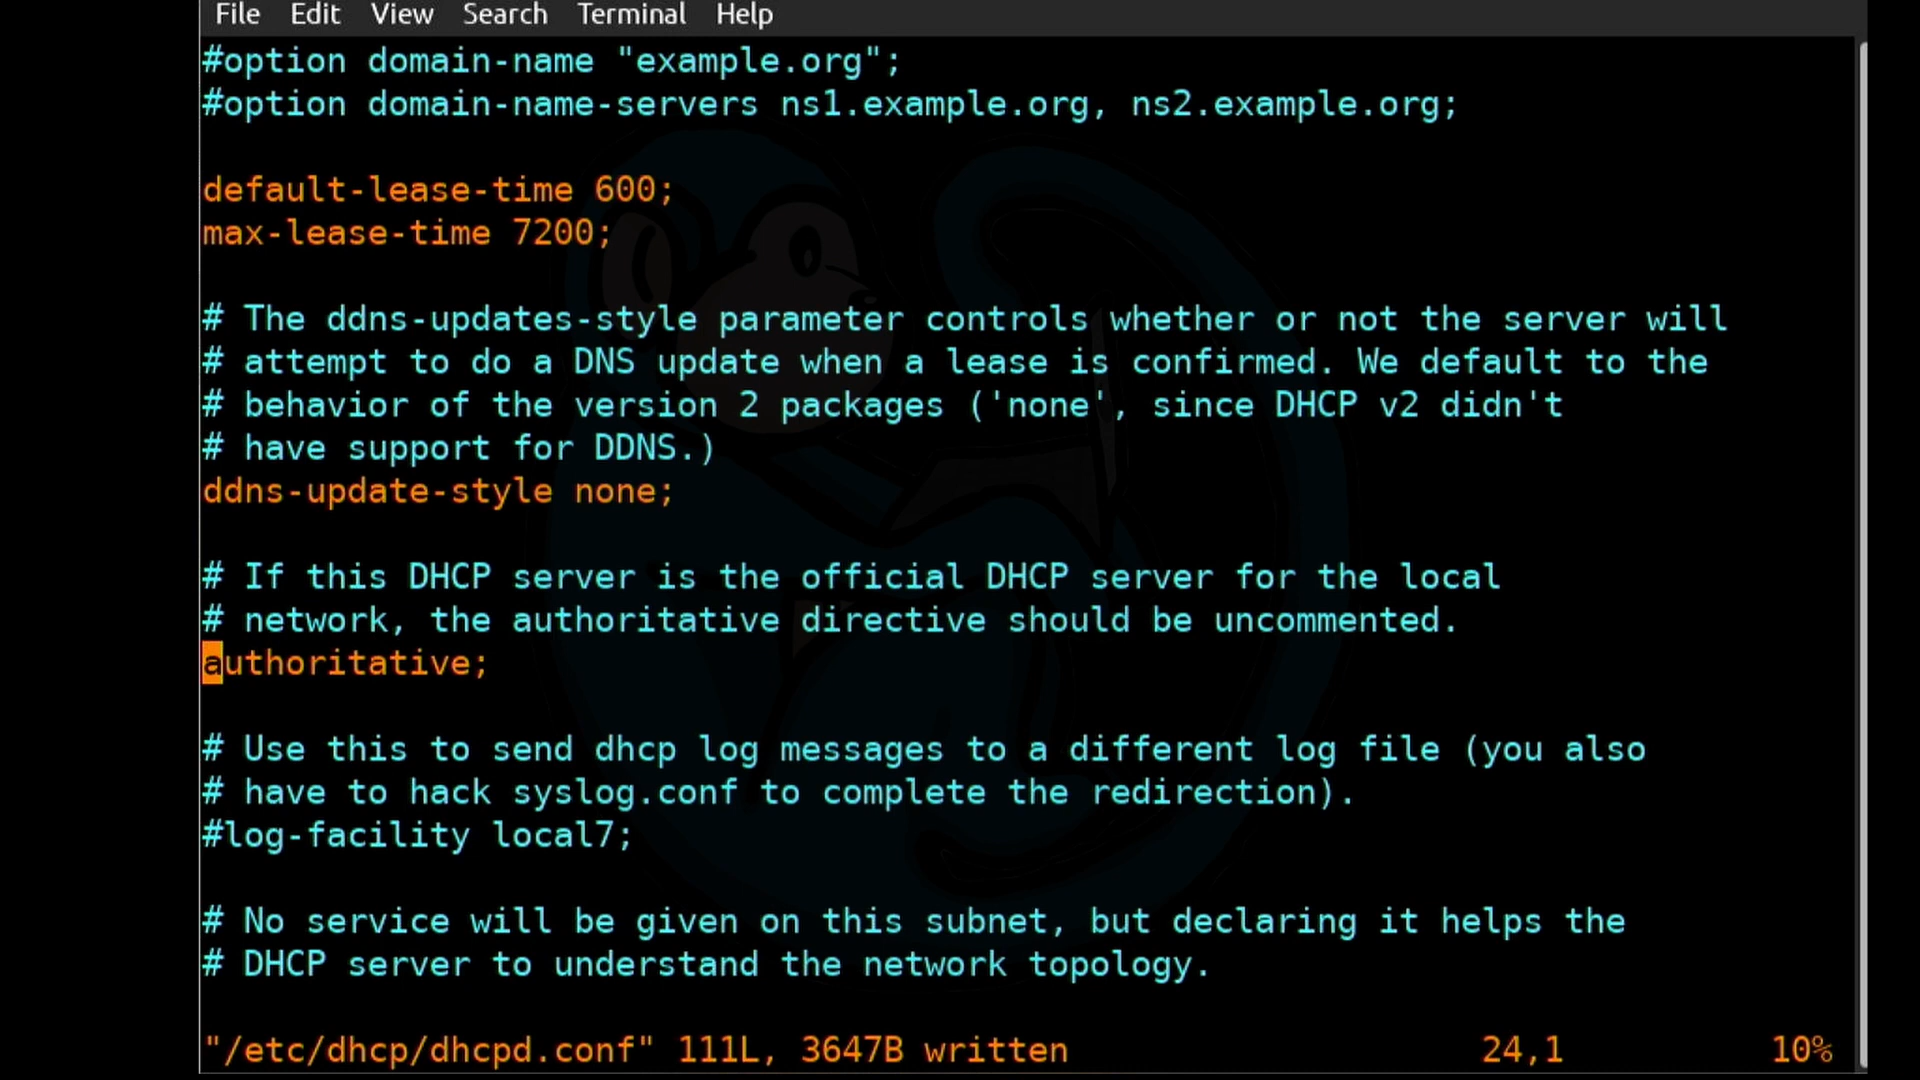 File Edit View Search Terminal Help
#option domain-name "example.org";
#option domain-name-servers ns1.example.org, ns2.example.org;
default-lease-time 600;
max-lease-time 7200;
# The ddns-updates-style parameter controls whether or not the server will
# attempt to do a DNS update when a lease is confirmed. We default to the
# behavior of the version 2 packages ('none', since DHCP v2 didn't
# have support for DDNS.)
ddns-update-style none;
# If this DHCP server is the official DHCP server for the local
# network, the authoritative directive should be uncommented.
authoritative;
# Use this to send dhcp log messages to a different log file (you also
# have to hack syslog.conf to complete the redirection).
#log-facility local7;
# No service will be given on this subnet, but declaring it helps the
# DHCP server to understand the network topology.
"/etc/dhcp/dhcpd.conf" 111L, 3647B written 24,1 10%